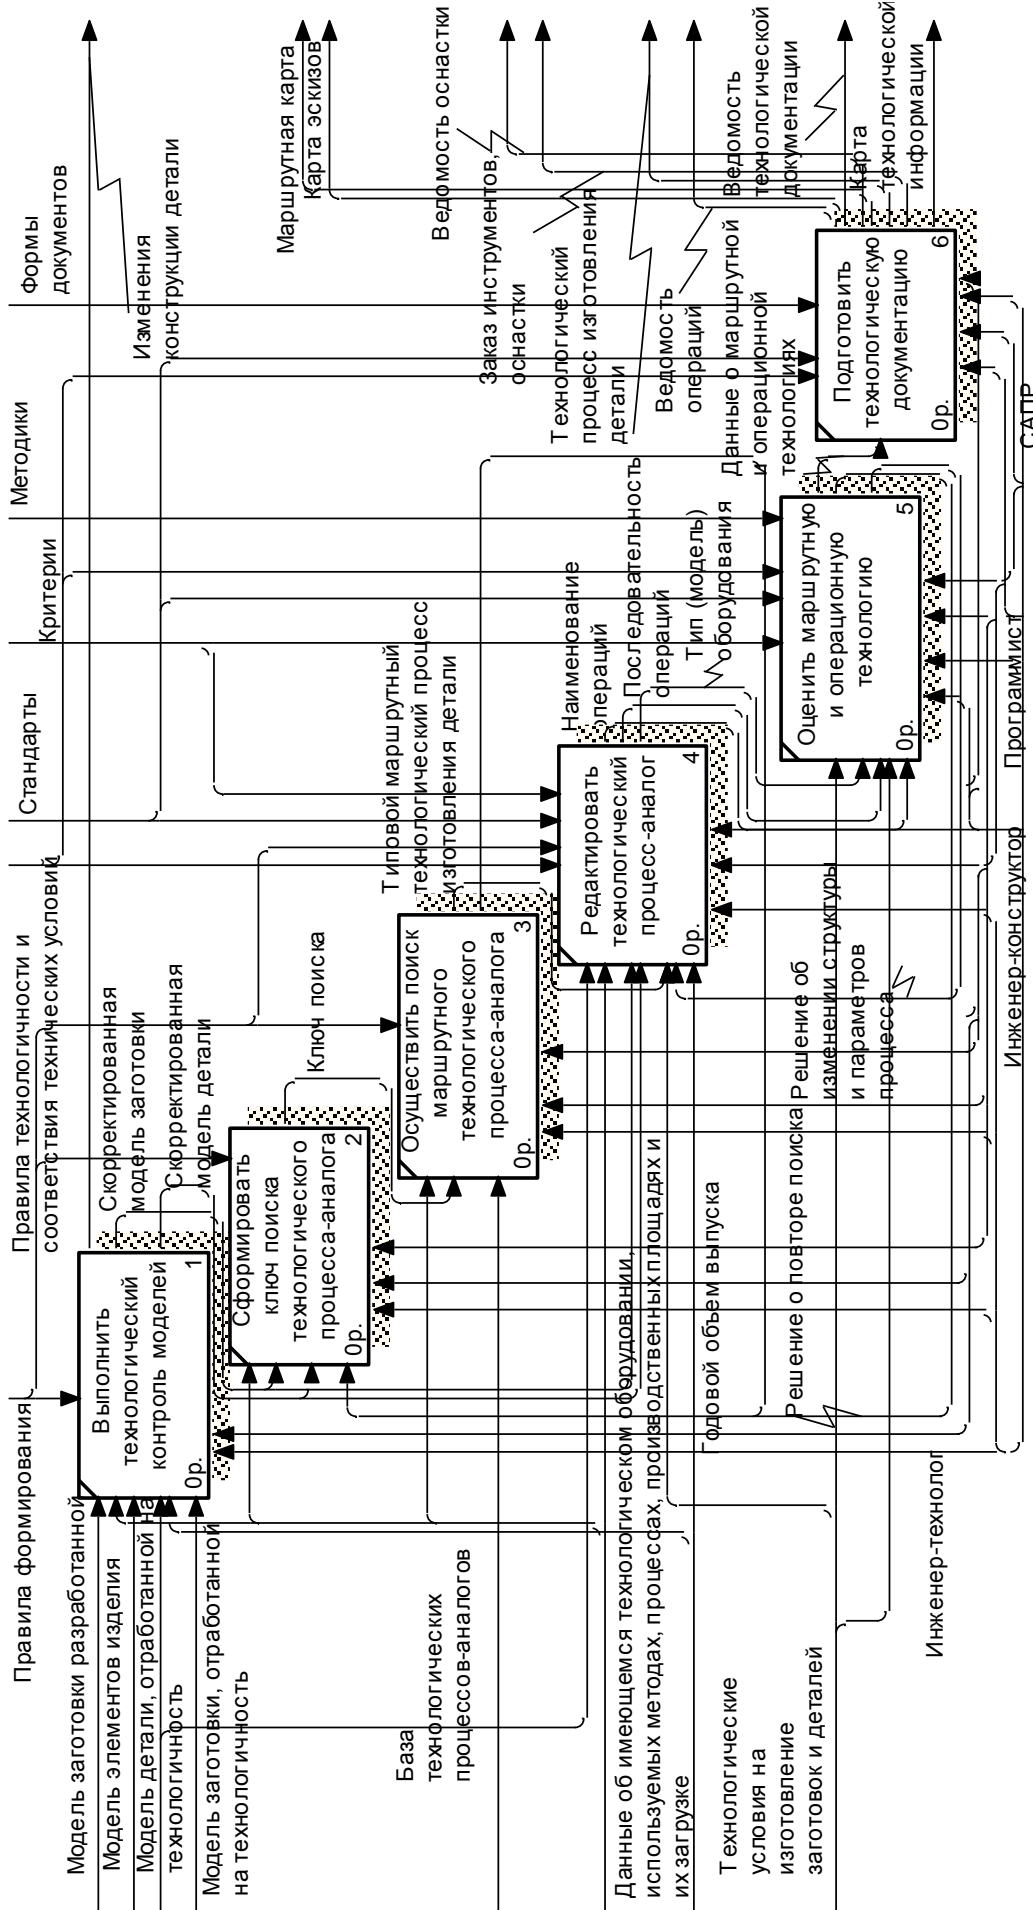 Формы
документов
Методики
Критерии
Стандарты
Правила технологичности и
соответствия технических условий
Правила формирования
Изменения
конструкции детали
Маршрутная карта
Карта эскизов
Ведомость оснастки
Заказ инструментов,
оснастки
Технологический
процесс изготовления
детали
Ведомость
операций
Ведомость
технологической
документации
Карта
технологической
информации
Данные о маршрутной
и операционной
технологиях
Скорректированная
модель заготовки
Скорректированная
модель детали
Ключ поиска
Типовой маршрутный
технологический процесс
изготовления детали
Наименование
операций
Последовательность
операций
Тип (модель)
оборудования
Выполнить
технологический
контроль моделей
0р.
1
Сформировать
ключ поиска
технологического
процесса-аналога
0р.
2
Осуществить поиск
маршрутного
технологического
процесса-аналога
0р.
3
Редактировать
технологический
процесс-аналог
0р.
4
Оценить маршрутную
и операционную
технологию
0р.
5
Подготовить
технологическую
документацию
0р.
6
Модель заготовки разработанной
Модель элементов изделия
Модель детали, отработанной на
технологичность
Модель заготовки, отработанной
на технологичность
База
технологических
процессов-аналогов
Данные об имеющемся технологическом оборудовании,
используемых методах, процессах, производственных площадях и
их загрузке
Годовой объем выпуска
Технологические
условия на
изготовление
заготовок и деталей
Решение о повторе поиска
Решение об
изменении структуры
и параметров
процесса
Инженер-технолог
Инженер-конструктор
Программист
САПР